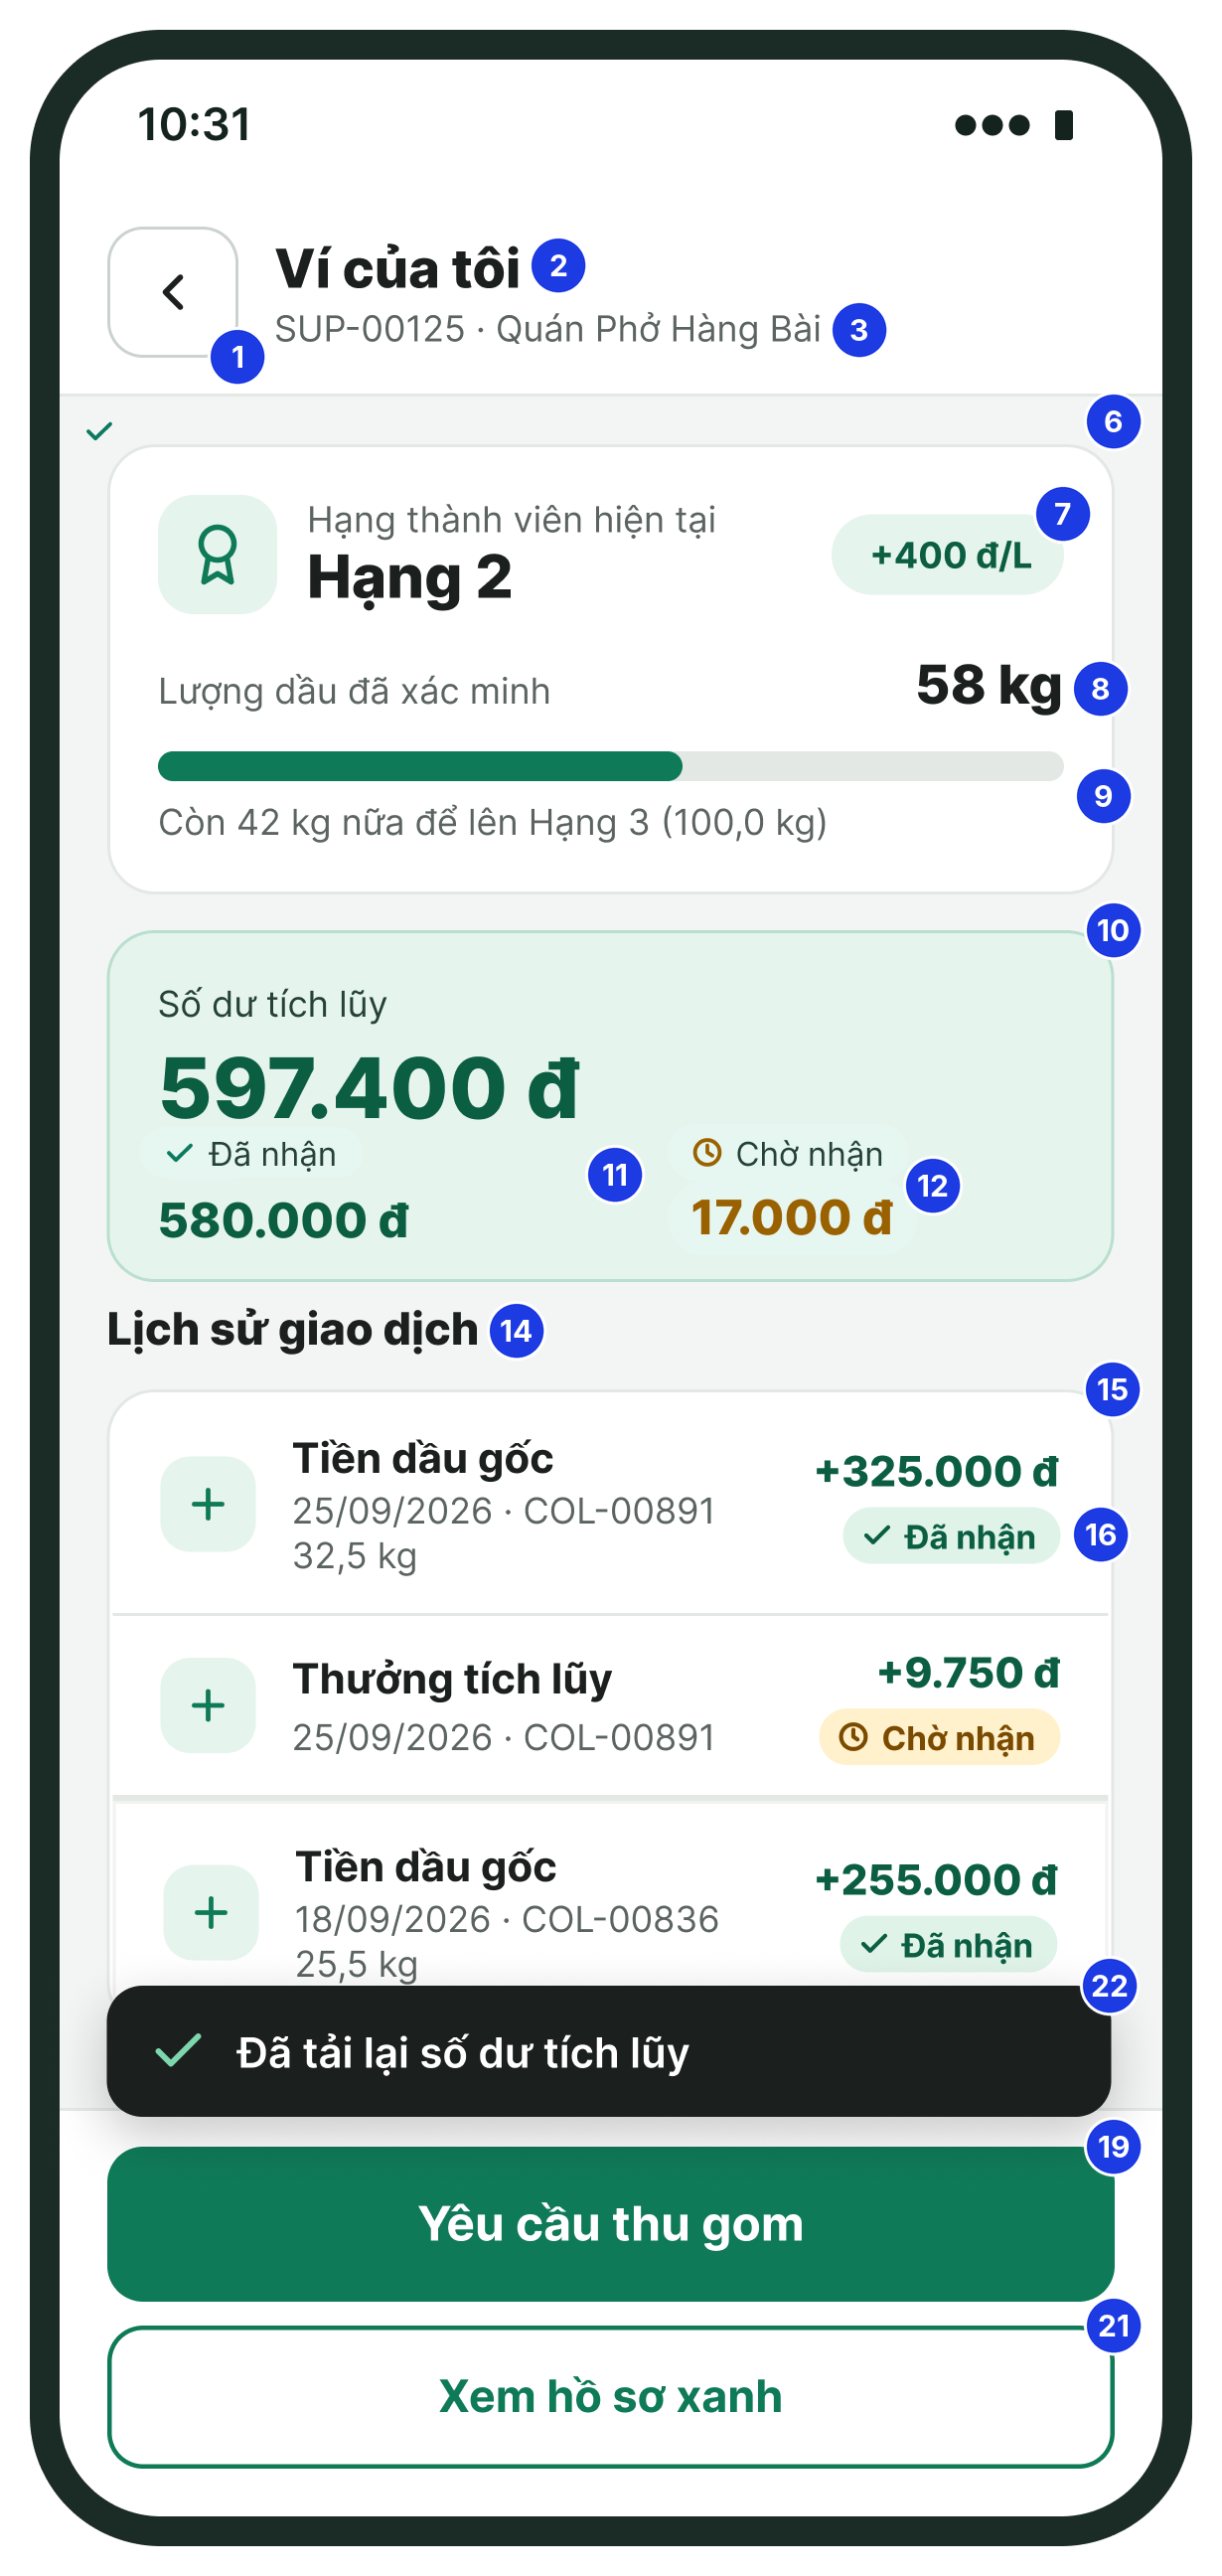 10:31
Ví của tôi 2
SUP-00125 · Quán Phở Hàng Bài 3
1
6
Hạng thành viên hiện tại
Hạng 2
+400 đ/L
7
Lượng dầu đã xác minh
58 kg 8
9
Còn 42 kg nữa để lên Hạng 3 (100,0 kg)
10
Số dư tích lũy
597.400 đ
Đã nhận
580.000 đ
11
Chờ nhận
17.000 đ
12
Lịch sử giao dịch 14
15
Tiền dầu gốc
25/09/2026 · COL-00891
32,5 kg
+325.000 đ
Đã nhận
16
Thưởng tích lũy
25/09/2026 · COL-00891
+9.750 đ
Chờ nhận
Tiền dầu gốc
18/09/2026 · COL-00836
25,5 kg
+255.000 đ
Đã nhận
22
Đã tải lại số dư tích lũy
19
Yêu cầu thu gom
21
Xem hồ sơ xanh